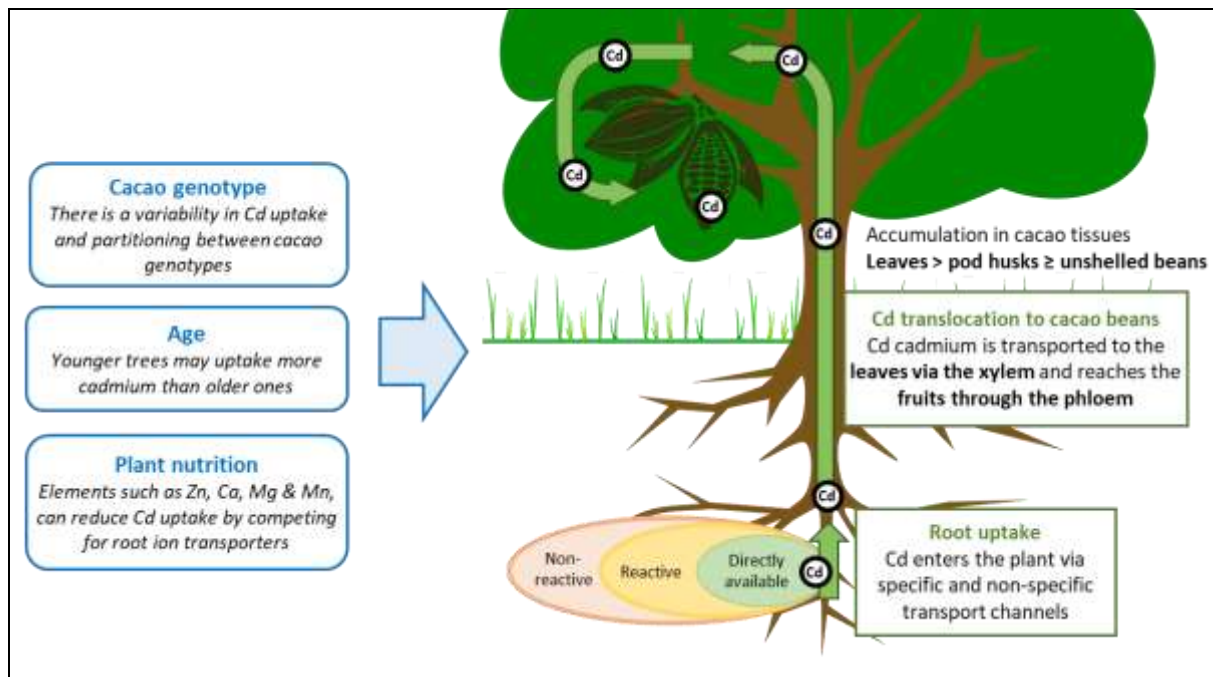 Cacao genotype
There is a variability in Cd uptake
and partitioning between cacao
genotypes
Age
Younger trees may uptake more
cadmium than older ones
Plant nutrition
Elements such as Zn, Ca, Mg & Mn,
can reduce Cd uptake by competing
for root ion transporters
Cd
Cd
Cd
Cd
Cd
Accumulation in cacao tissues
Leaves > pod husks ≥ unshelled beans
Cd translocation to cacao beans
Cd cadmium is transported to the
leaves via the xylem and reaches the
fruits through the phloem
Cd
Non-
reactive
Reactive
Directly
available
Cd
Root uptake
Cd enters the plant via
specific and non-specific
transport channels